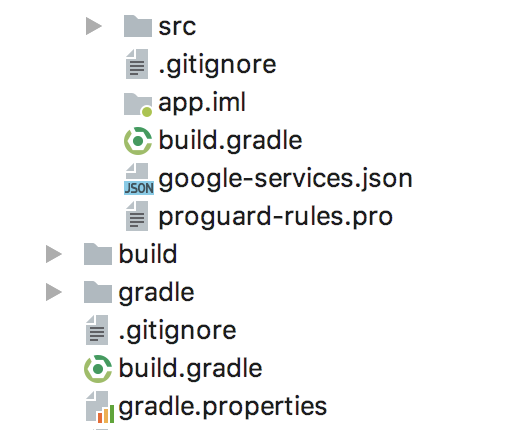 src
.gitignore
app.iml
build.gradle
JSON google-services.json
proguard-rules.pro
build
gradle
.gitignore
build.gradle
gradle.properties